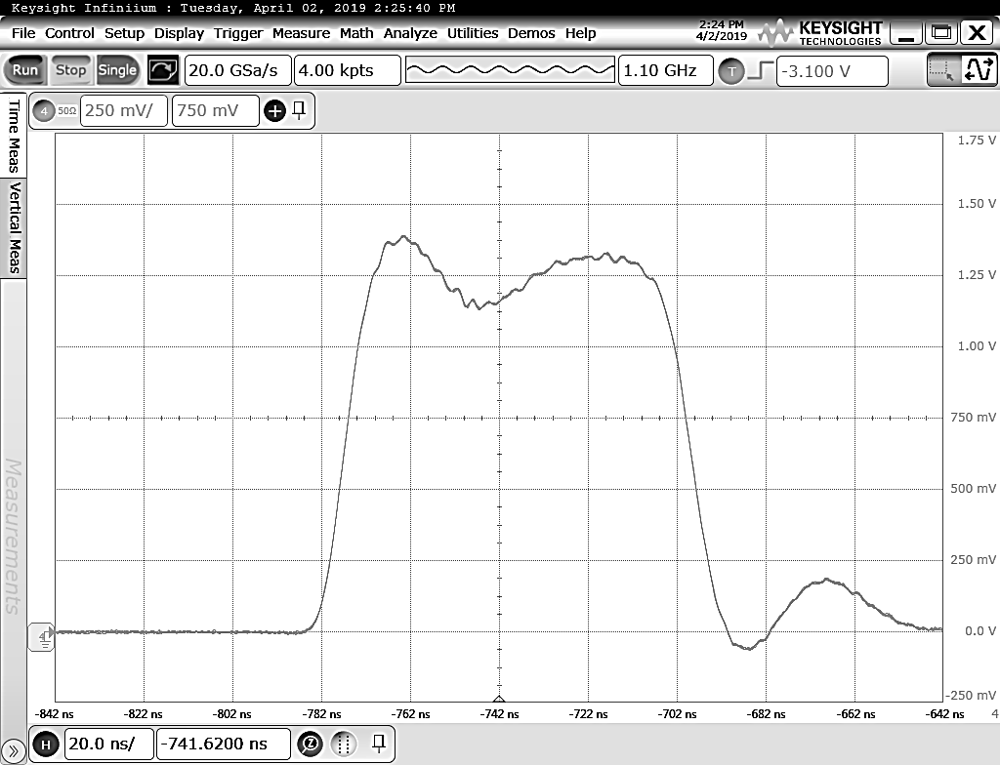 Keysight Infiniium : Tuesday, April 02, 2019 2:25:40 PM
File Control Setup Display Trigger Measure Math Analyze Utilities Demos Help
2:24 PM
4/2/2019
KEYSIGHT
TECHNOLOGIES
Run Stop Single 20.0 GSa/s 4.00 kpts 1.10 GHz T -3.100 V
4 50Ω 250 mV/ 750 mV
Time Meas
Vertical Meas
Measurements
1.75 V
1.50 V
1.25 V
1.00 V
750 mV
500 mV
250 mV
4 0.0 V
-250 mV
-842 ns -822 ns -802 ns -782 ns -762 ns -742 ns -722 ns -702 ns -682 ns -662 ns -642 ns 4
H 20.0 ns/ -741.6200 ns